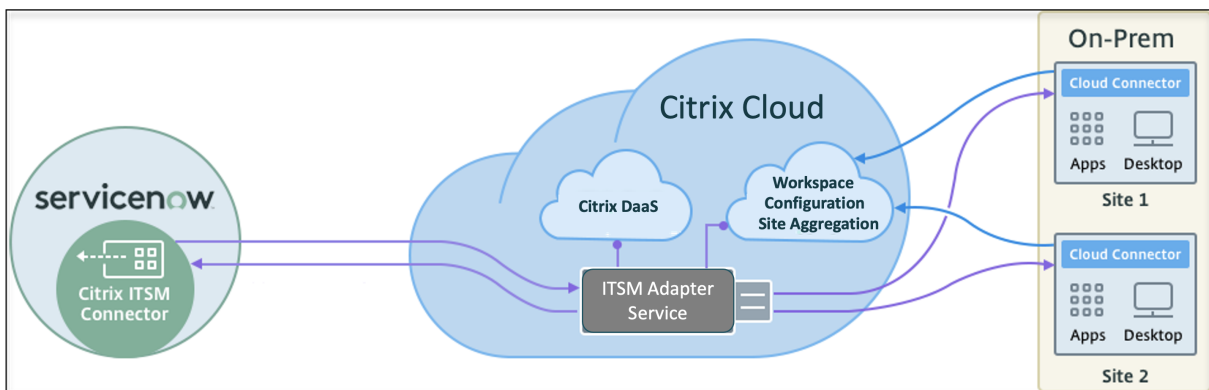 servicenow
Citrix ITSM
Connector
Citrix Cloud
Citrix DaaS
Workspace
Configuration
Site Aggregation
ITSM Adapter
Service
On-Prem
Cloud Connector
Apps Desktop
Site 1
Cloud Connector
Apps Desktop
Site 2